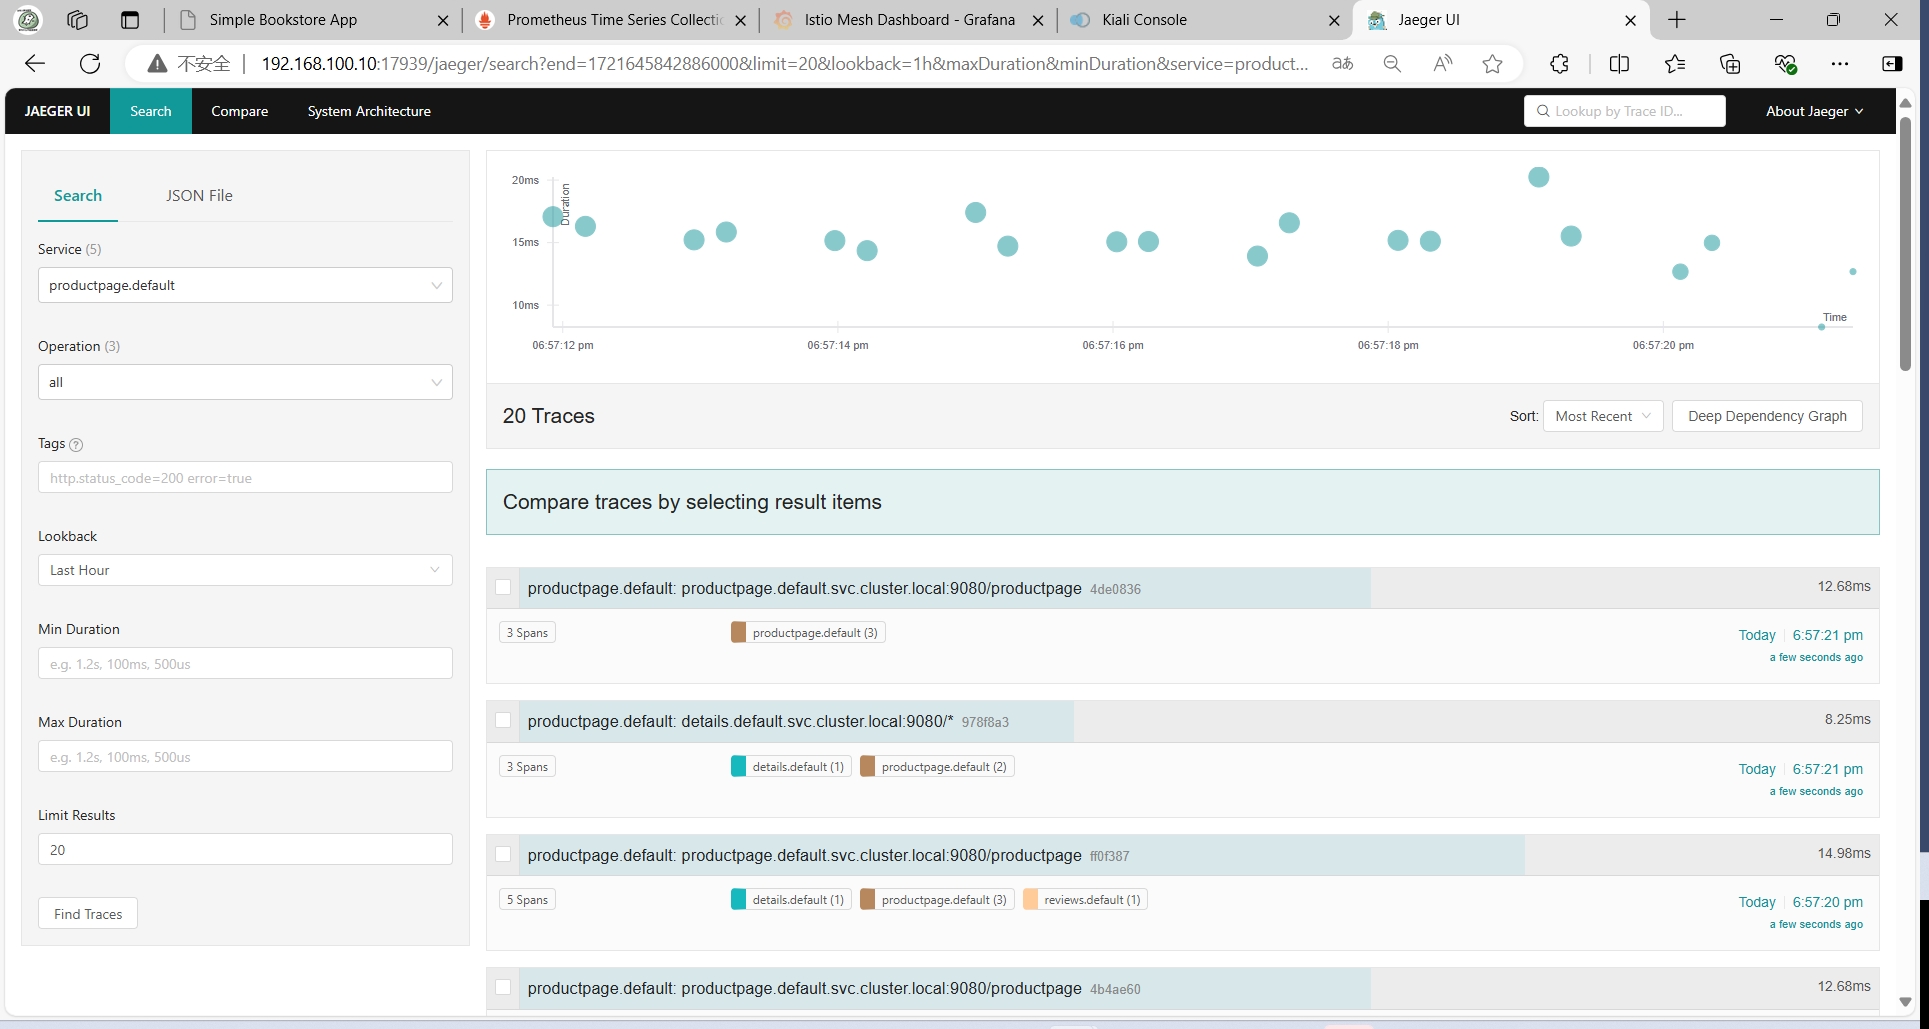 Simple Bookstore App
Prometheus Time Series Collectic
Istio Mesh Dashboard - Grafana
Kiali Console
Jaeger UI
不安全
192.168.100.10:17939/jaeger/search?end=1721645842886000&limit=20&lookback=1h&maxDuration&minDuration&service=product...
aあ
JAEGER UI
Search
Compare
System Architecture
Lookup by Trace ID...
About Jaeger
Search
JSON File
Service (5)
productpage.default
Operation (3)
all
Tags
http.status_code=200 error=true
Lookback
Last Hour
Min Duration
e.g. 1.2s, 100ms, 500us
Max Duration
e.g. 1.2s, 100ms, 500us
Limit Results
20
Find Traces
20ms
15ms
10ms
Duration
Time
06:57:12 pm
06:57:14 pm
06:57:16 pm
06:57:18 pm
06:57:20 pm
20 Traces
Sort:
Most Recent
Deep Dependency Graph
Compare traces by selecting result items
productpage.default: productpage.default.svc.cluster.local:9080/productpage 4de0836
12.68ms
3 Spans
productpage.default (3)
Today
6:57:21 pm
a few seconds ago
productpage.default: details.default.svc.cluster.local:9080/* 978f8a3
8.25ms
3 Spans
details.default (1)
productpage.default (2)
Today
6:57:21 pm
a few seconds ago
productpage.default: productpage.default.svc.cluster.local:9080/productpage ff0f387
14.98ms
5 Spans
details.default (1)
productpage.default (3)
reviews.default (1)
Today
6:57:20 pm
a few seconds ago
productpage.default: productpage.default.svc.cluster.local:9080/productpage 4b4ae60
12.68ms